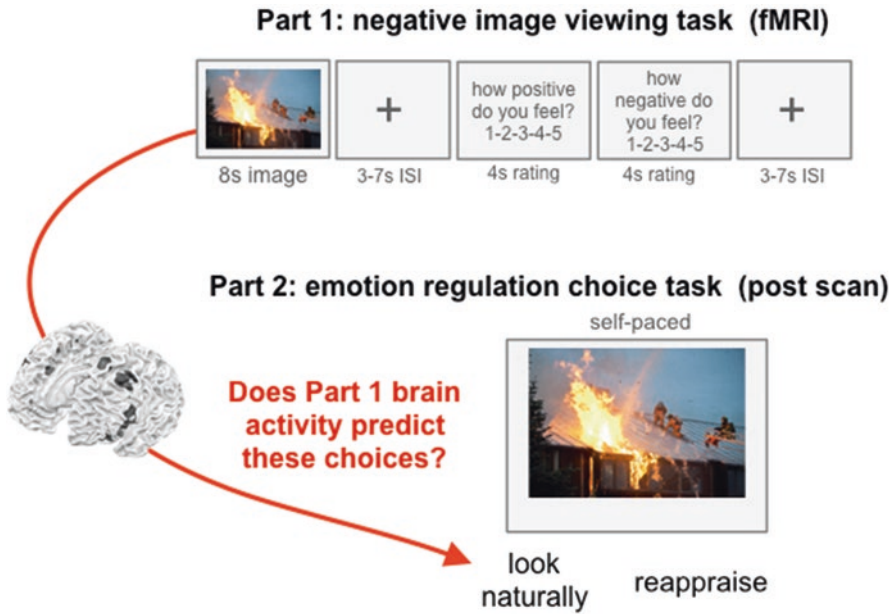 Part 1: negative image viewing task (fMRI)
+
how positive
do you feel?
1-2-3-4-5
how
negative do
you feel?
1-2-3-4-5
+
8s image
3-7s ISI
4s rating
4s rating
3-7s ISI
Part 2: emotion regulation choice task (post scan)
self-paced
Does Part 1 brain
activity predict
these choices?
look
naturally
reappraise